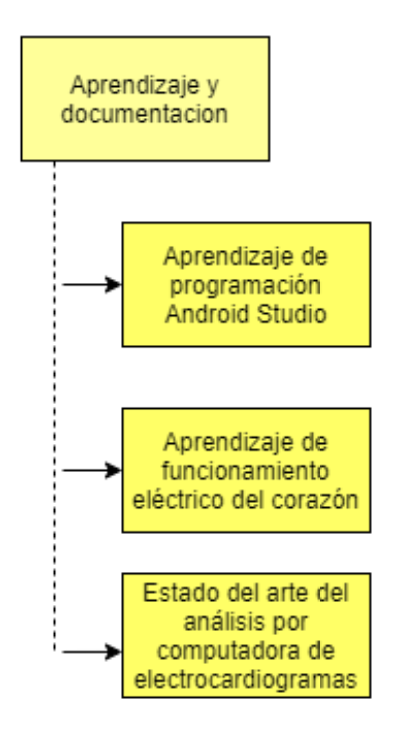 Aprendizaje y
documentacion
Aprendizaje de
programación
Android Studio
Aprendizaje de
funcionamiento
eléctrico del corazón
Estado del arte del
análisis por
computadora de
electrocardiogramas